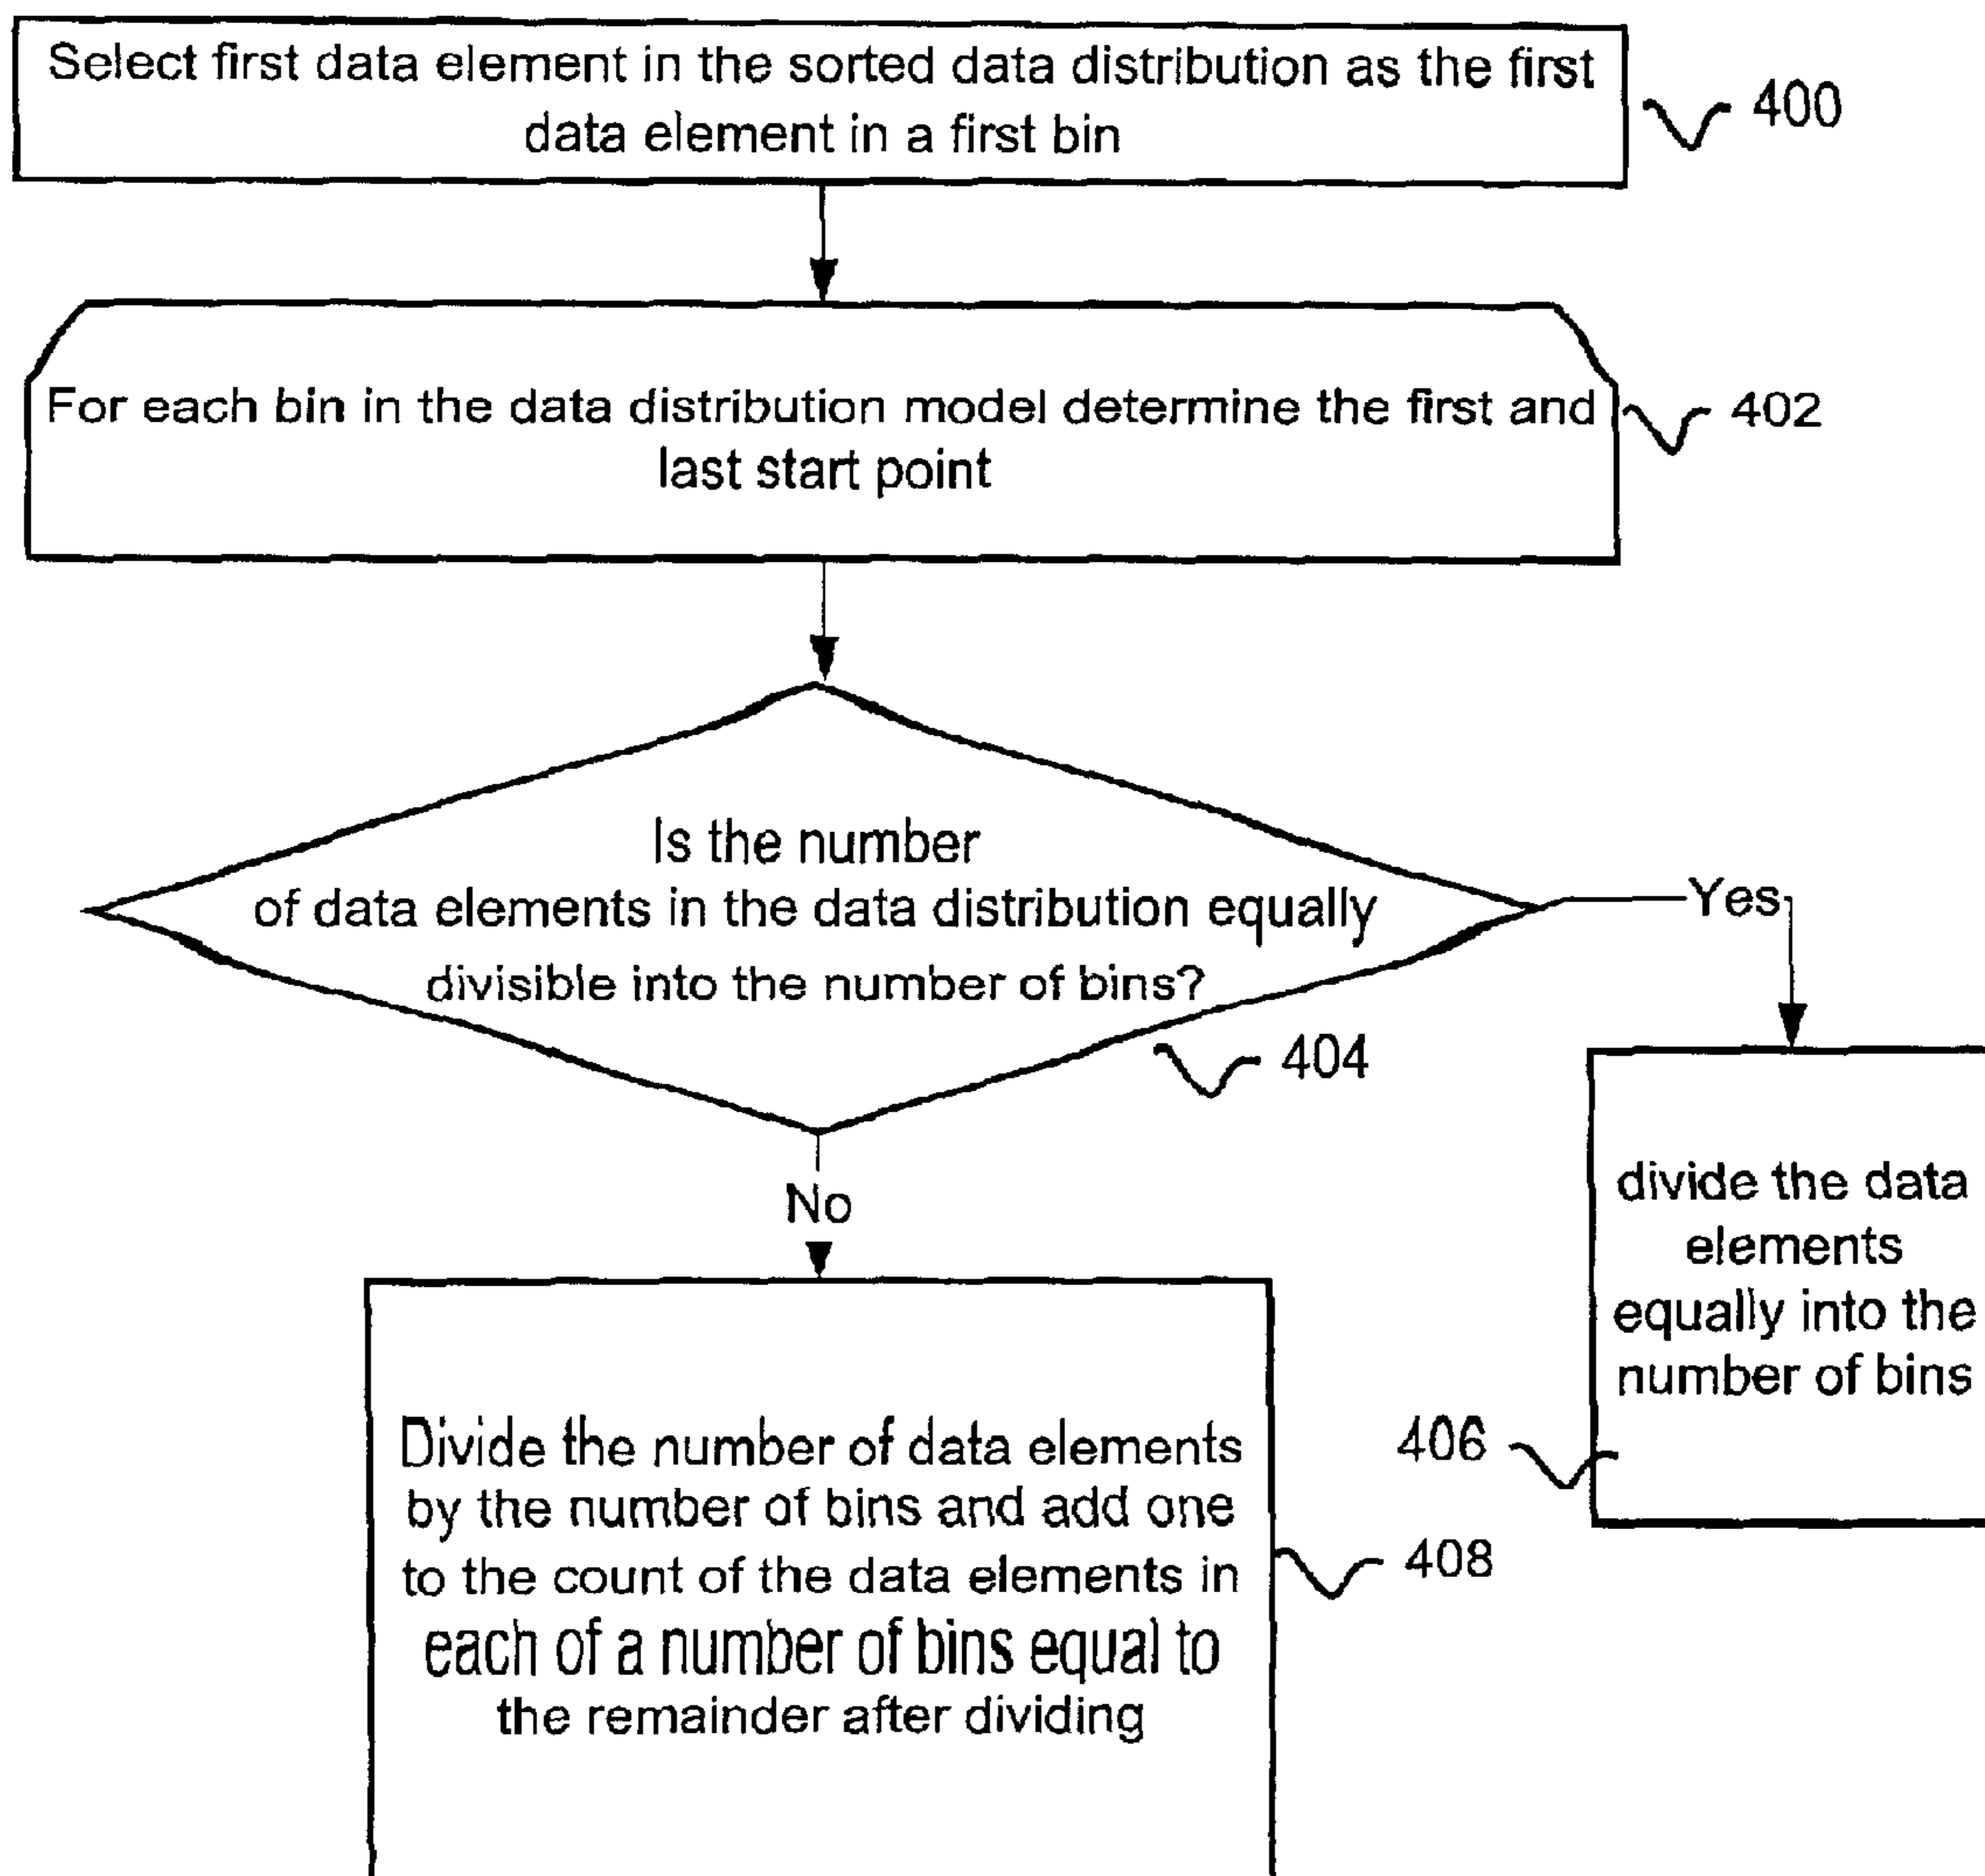 Select first data element in the sorted data distribution as the first
data element in a first bin
400
For each bin in the data distribution model determine the first and
last start point
402
Is the number
of data elements in the data distribution equally
divisible into the number of bins?
404
Yes
No
divide the data
elements
equally into the
number of bins
406
Divide the number of data elements
by the number of bins and add one
to the count of the data elements in
each of a number of bins equal to
the remainder after dividing
408